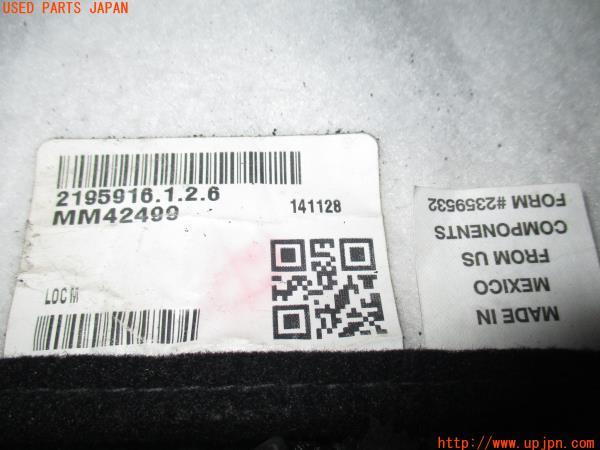 USED PARTS JAPAN
2195916.1.2.6
MM42499
141128
LOC M
MADE IN
MEXICO
FROM US
COMPONENTS
FORM #2359532
http://www.upjpn.com